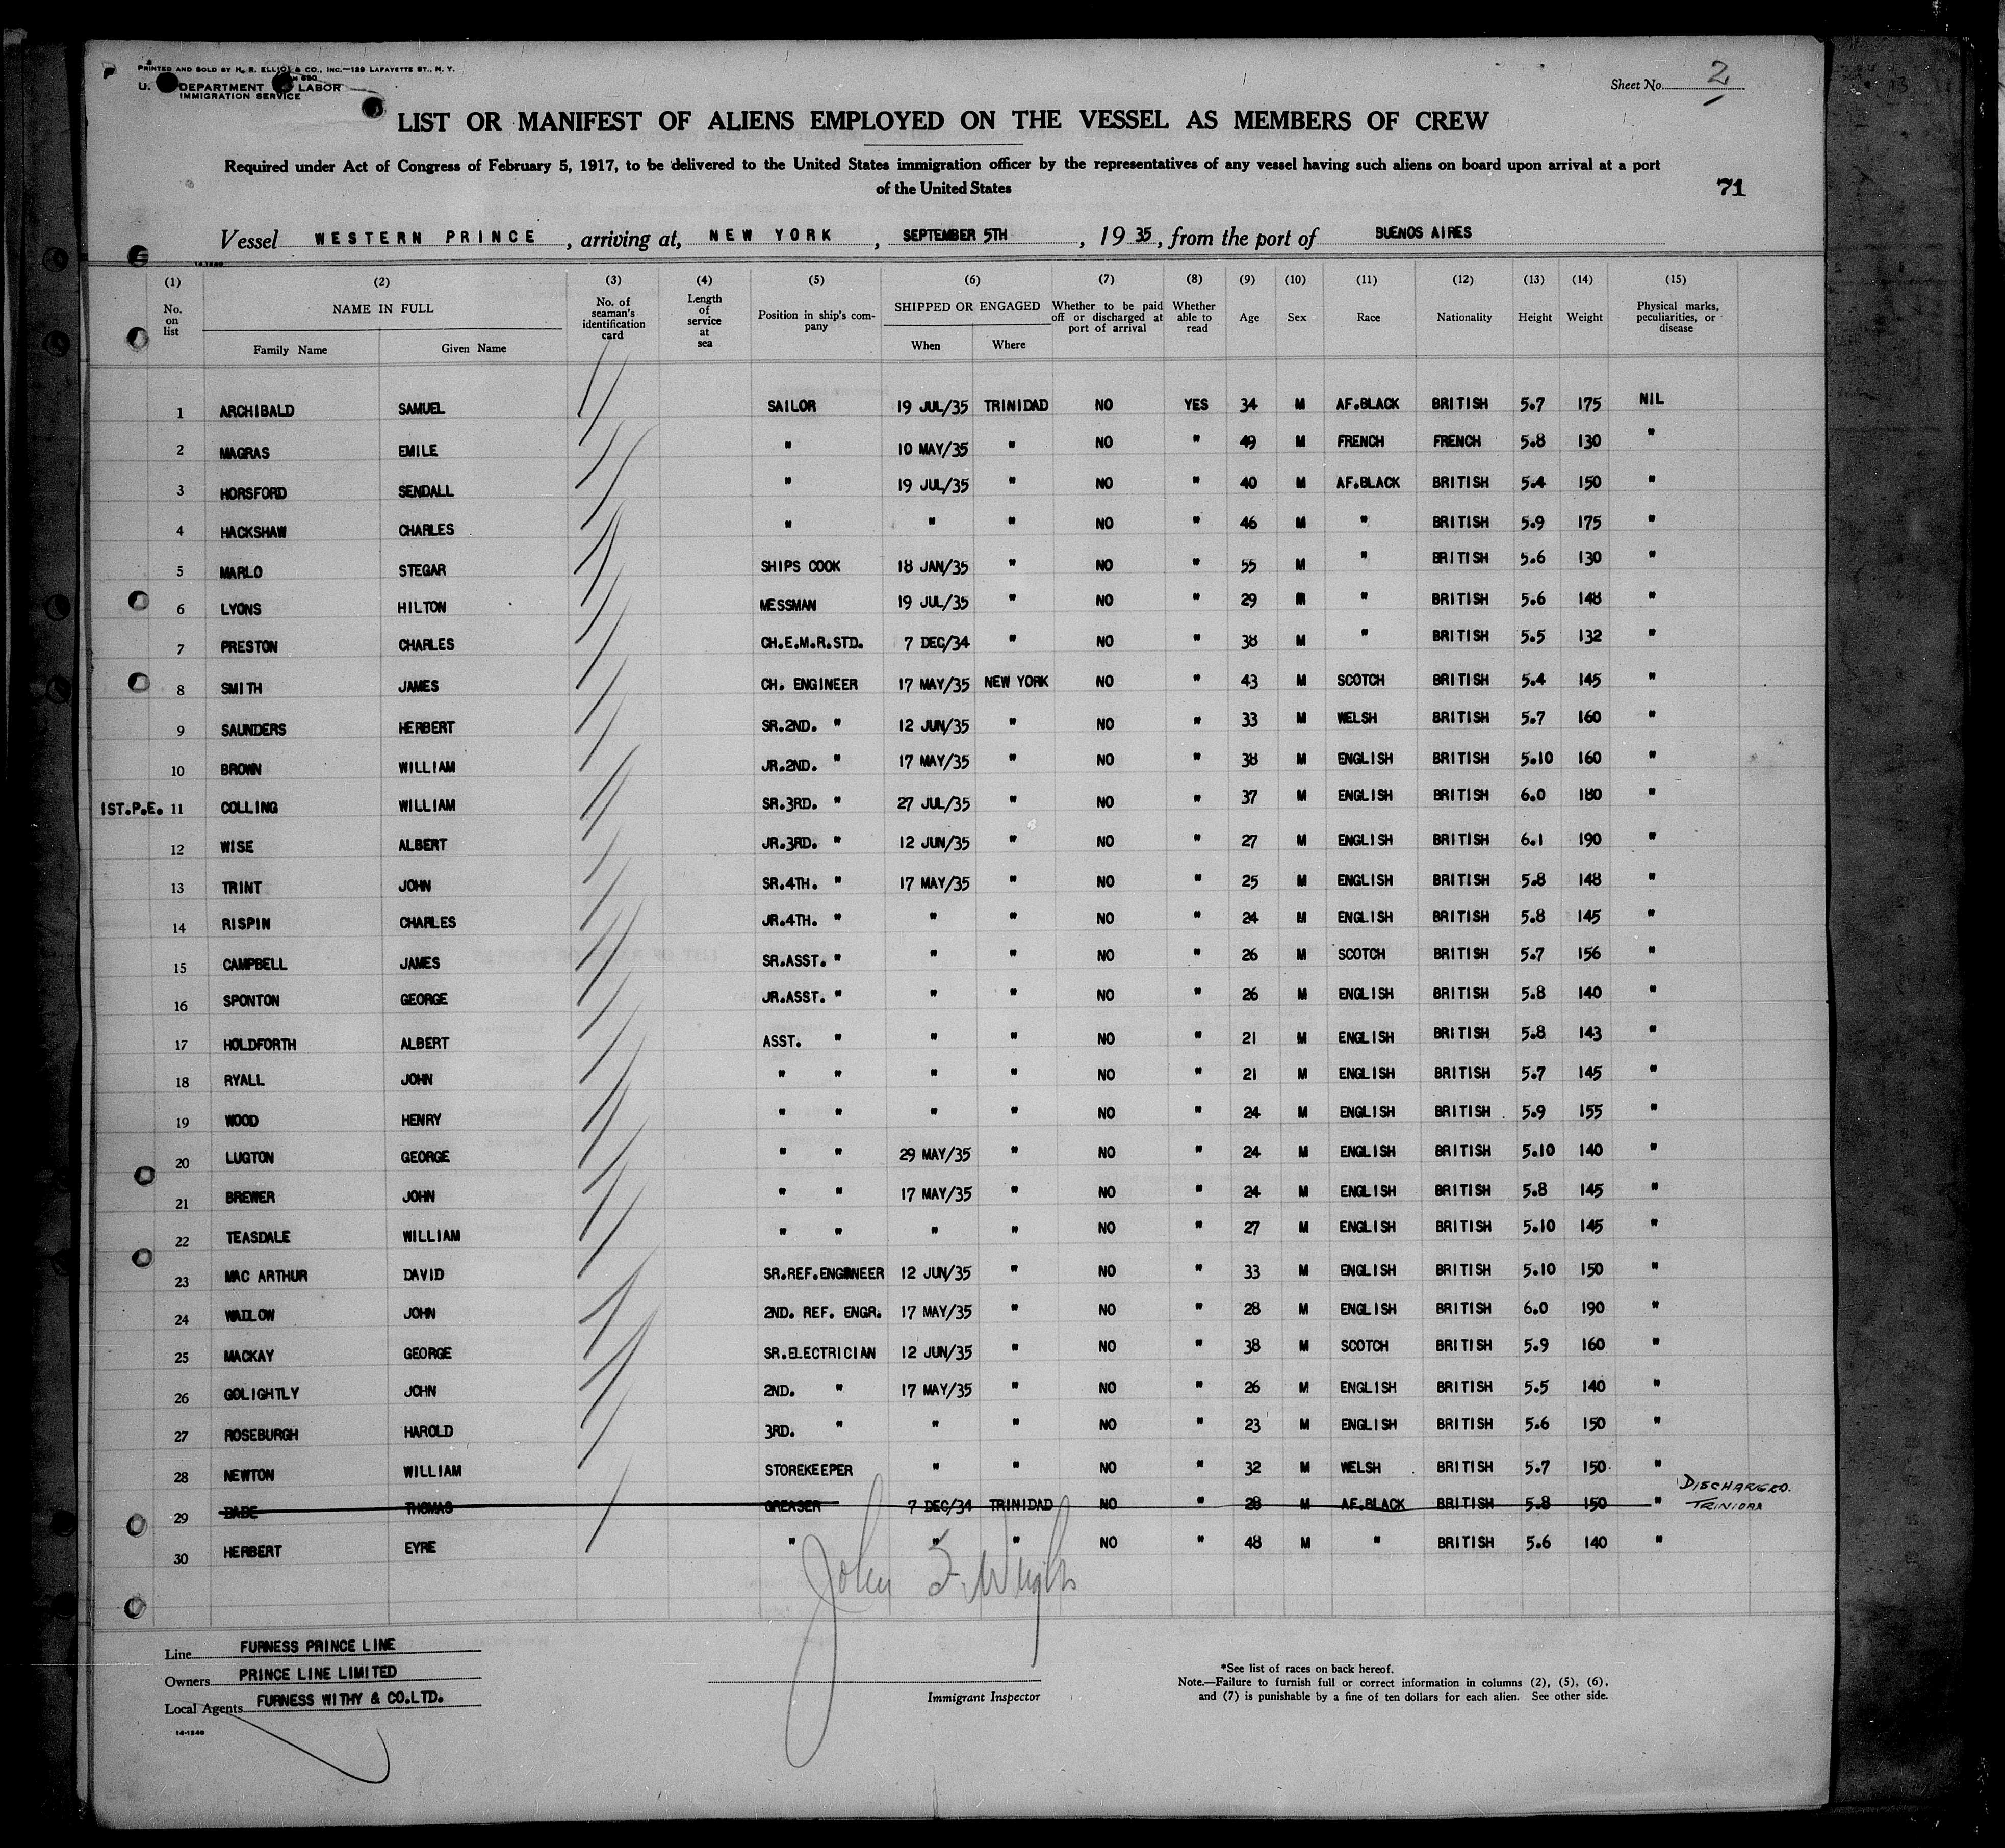 PRINTED AND SOLD BY H. R. ELLIOT & CO., INC.—129 LAFAYETTE ST., N. Y.
U. DEPARTMENT LABOR
IMMIGRATION SERVICE
Sheet No. 2
LIST OR MANIFEST OF ALIENS EMPLOYED ON THE VESSEL AS MEMBERS OF CREW
Required under Act of Congress of February 5, 1917, to be delivered to the United States immigration officer by the representatives of any vessel having such aliens on board upon arrival at a port
of the United States
71
Vessel WESTERN PRINCE, arriving at, NEW YORK, SEPTEMBER 5TH, 19 35, from the port of BUENOS AIRES
(1) (2) (3) (4) (5) (6) (7) (8) (9) (10) (11) (12) (13) (14) (15)
No. on list NAME IN FULL Family Name Given Name No. of seaman's identification card Length of service at sea Position in ship's company SHIPPED OR ENGAGED When Where Whether to be paid off or discharged at port of arrival Whether able to read Age Sex Race Nationality Height Weight Physical marks, peculiarities, or disease
1 ARCHIBALD SAMUEL SAILOR 19 JUL/35 TRINIDAD NO YES 34 M AF.BLACK BRITISH 5.7 175 NIL
2 MAGRAS EMILE " 10 MAY/35 " NO " 49 M FRENCH FRENCH 5.8 130 "
3 HORSFORD SENDALL " 19 JUL/35 " NO " 40 M AF.BLACK BRITISH 5.4 150 "
4 HACKSHAW CHARLES " " " NO " 46 M " BRITISH 5.9 175 "
5 MARLO STEGAR SHIPS COOK 18 JAN/35 " NO " 55 M " BRITISH 5.6 130 "
6 LYONS HILTON MESSMAN 19 JUL/35 " NO " 29 M " BRITISH 5.6 148 "
7 PRESTON CHARLES CH.E.M.R.STD. 7 DEC/34 " NO " 38 M " BRITISH 5.5 132 "
8 SMITH JAMES CH. ENGINEER 17 MAY/35 NEW YORK NO " 43 M SCOTCH BRITISH 5.4 145 "
9 SAUNDERS HERBERT SR.2ND. " 12 JUN/35 " NO " 33 M WELSH BRITISH 5.7 160 "
10 BROWN WILLIAM JR.2ND. " 17 MAY/35 " NO " 38 M ENGLISH BRITISH 5.10 160 "
1ST.P.E. 11 COLLING WILLIAM SR.3RD. " 27 JUL/35 " NO " 37 M ENGLISH BRITISH 6.0 180 "
12 WISE ALBERT JR.3RD. " 12 JUN/35 " NO " 27 M ENGLISH BRITISH 6.1 190 "
13 TRINT JOHN SR.4TH. " 17 MAY/35 " NO " 25 M ENGLISH BRITISH 5.8 148 "
14 RISPIN CHARLES JR.4TH. " " " NO " 24 M ENGLISH BRITISH 5.8 145 "
15 CAMPBELL JAMES SR.ASST. " " " NO " 26 M SCOTCH BRITISH 5.7 156 "
16 SPONTON GEORGE JR.ASST. " " " NO " 26 M ENGLISH BRITISH 5.8 140 "
17 HOLDFORTH ALBERT ASST. " " " NO " 21 M ENGLISH BRITISH 5.8 143 "
18 RYALL JOHN " " " " NO " 21 M ENGLISH BRITISH 5.7 145 "
19 WOOD HENRY " " " " NO " 24 M ENGLISH BRITISH 5.9 155 "
20 LUGTON GEORGE " " 29 MAY/35 " NO " 24 M ENGLISH BRITISH 5.10 140 "
21 BREWER JOHN " " 17 MAY/35 " NO " 24 M ENGLISH BRITISH 5.8 145 "
22 TEASDALE WILLIAM " " " " NO " 27 M ENGLISH BRITISH 5.10 145 "
23 MAC ARTHUR DAVID SR.REF.ENGINEER 12 JUN/35 " NO " 33 M ENGLISH BRITISH 5.10 150 "
24 WADLOW JOHN 2ND. REF. ENGR. 17 MAY/35 " NO " 28 M ENGLISH BRITISH 6.0 190 "
25 MACKAY GEORGE SR.ELECTRICIAN 12 JUN/35 " NO " 38 M SCOTCH BRITISH 5.9 160 "
26 GOLIGHTLY JOHN 2ND. " 17 MAY/35 " NO " 26 M ENGLISH BRITISH 5.5 140 "
27 ROSEBURGH HAROLD 3RD. " " " NO " 23 M ENGLISH BRITISH 5.6 150 "
28 NEWTON WILLIAM STOREKEEPER " " NO " 32 M WELSH BRITISH 5.7 150 "
29 BABE THOMAS GREASER 7 DEC/34 TRINIDAD NO " 28 M AF.BLACK BRITISH 5.8 150 " DISCHARGED. TRINIDAD
30 HERBERT EYRE " " " NO " 48 M " BRITISH 5.6 140 "
John S. Wright
Line FURNESS PRINCE LINE
Owners PRINCE LINE LIMITED
Local Agents FURNESS WITHY & CO.LTD.
14-1240
Immigrant Inspector
*See list of races on back hereof.
Note.—Failure to furnish full or correct information in columns (2), (5), (6),
and (7) is punishable by a fine of ten dollars for each alien. See other side.